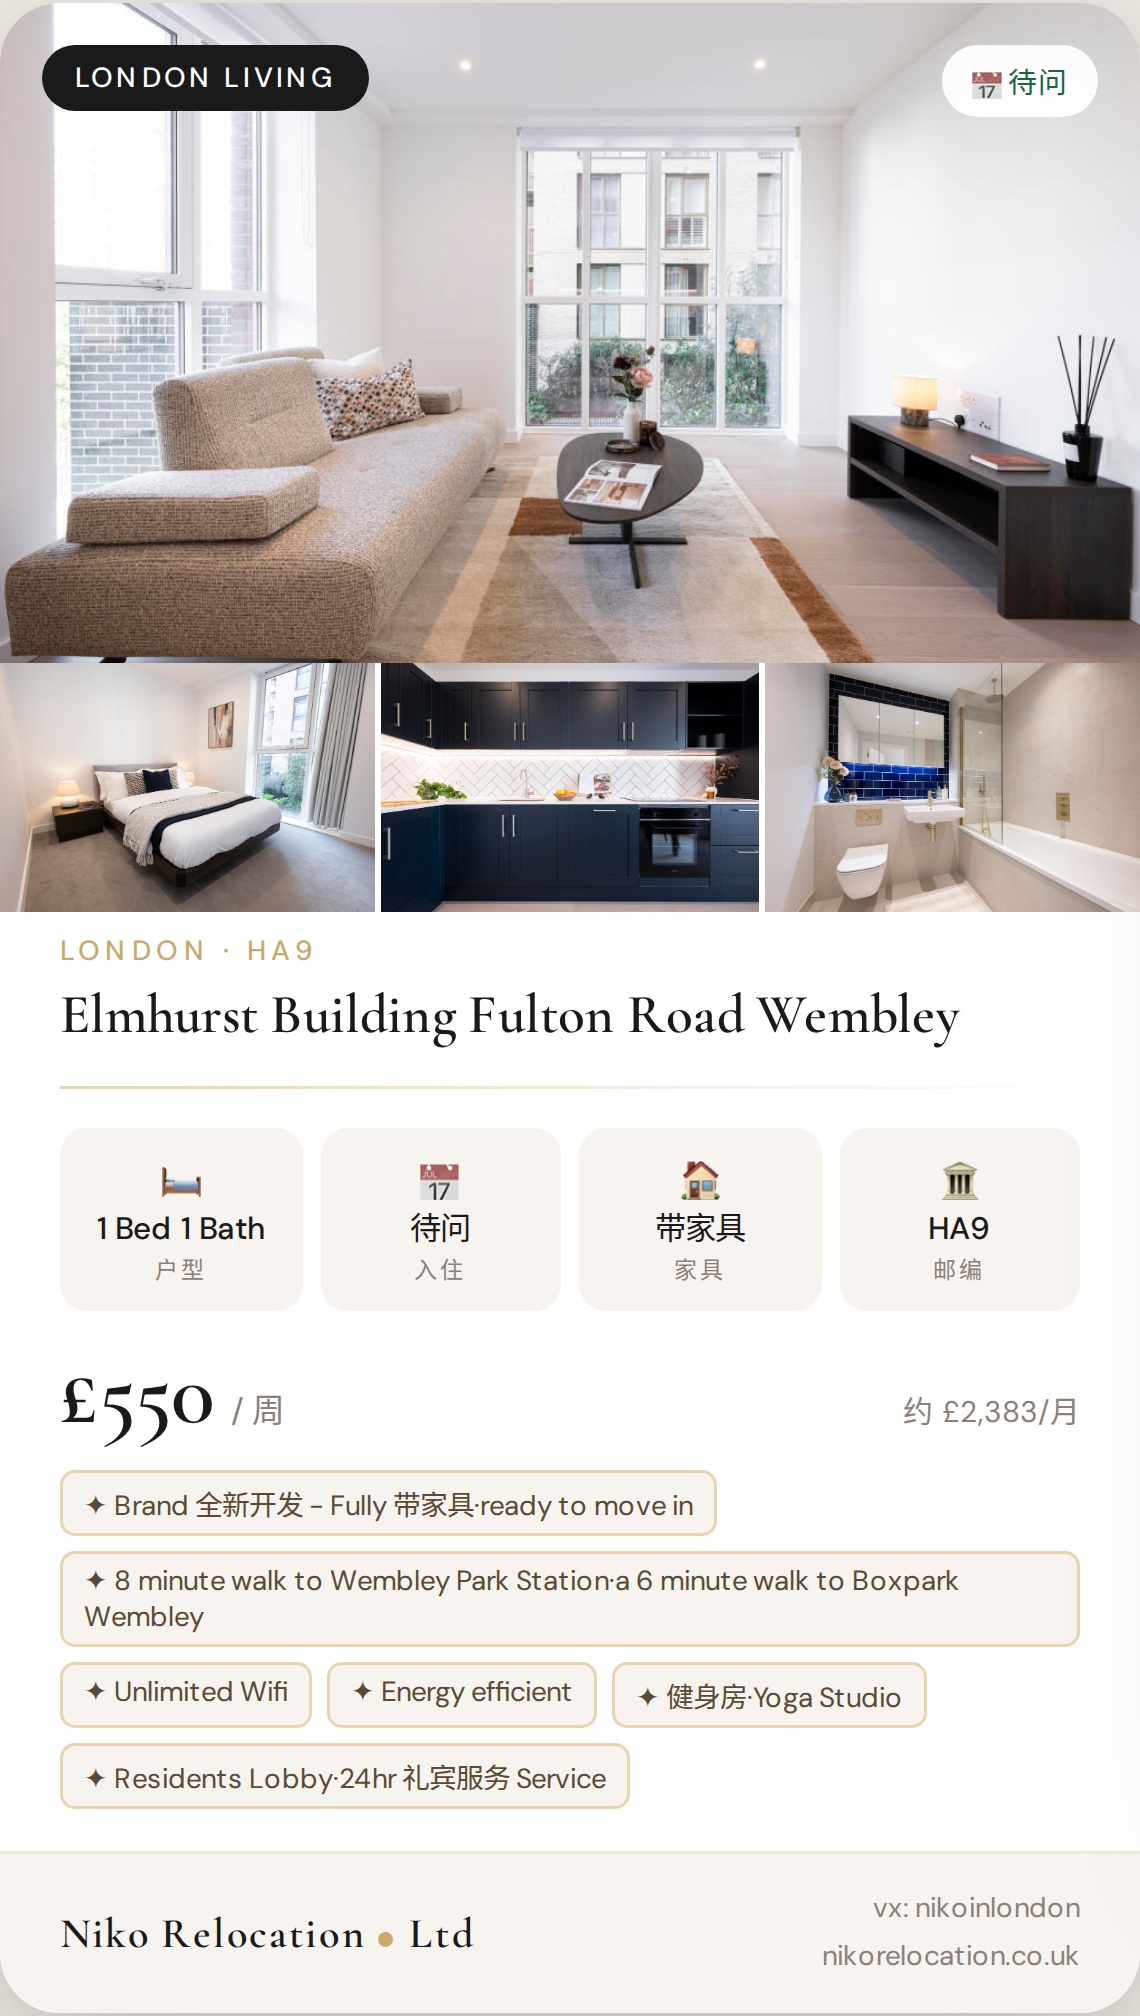 LONDON LIVING
17 待问
LONDON · HA9
Elmhurst Building Fulton Road Wembley
JUL 17
1 Bed 1 Bath
户型
待问
入住
带家具
家具
HA9
邮编
£550 / 周
约 £2,383/月
✦ Brand 全新开发 - Fully 带家具·ready to move in
✦ 8 minute walk to Wembley Park Station·a 6 minute walk to Boxpark
Wembley
✦ Unlimited Wifi
✦ Energy efficient
✦ 健身房·Yoga Studio
✦ Residents Lobby·24hr 礼宾服务 Service
Niko Relocation ● Ltd
vx: nikoinlondon
nikorelocation.co.uk